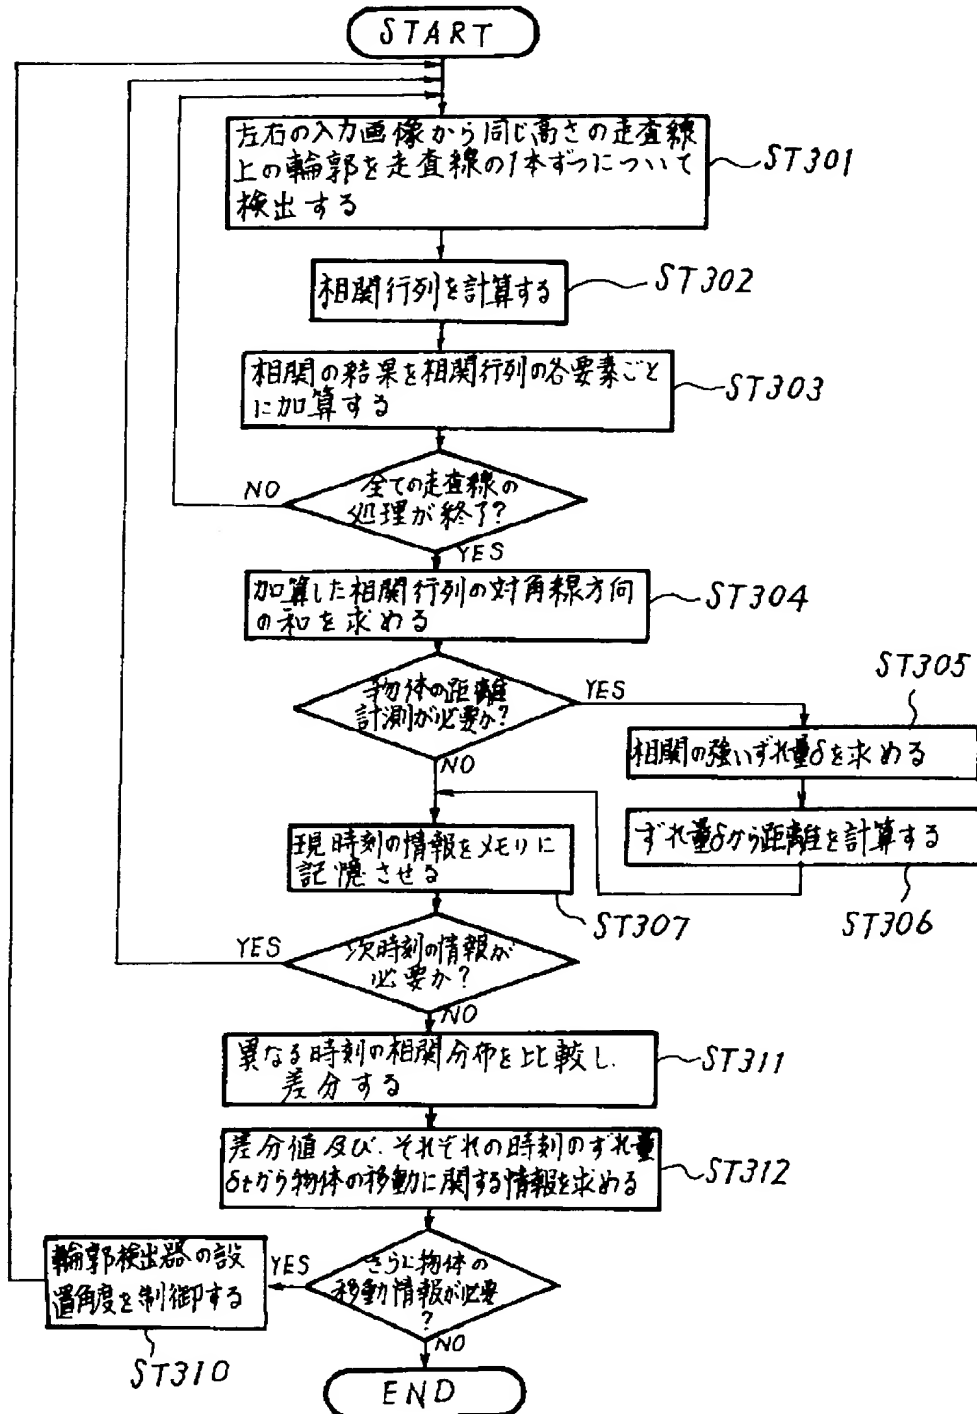 START
左右の入力画像から同じ高さの走査線
上の輪郭を走査線の1本ずつについて
検出する
ST301
相関行列を計算する
ST302
相関の結果を相関行列の各要素ごと
に加算する
ST303
全ての走査線の
処理が終了?
NO
YES
加算した相関行列の対角線方向
の和を求める
ST304
物体の距離
計測が必要か?
YES
NO
ST305
相関の強いずれ量δを求める
ずれ量δから距離を計算する
ST306
現時刻の情報をメモリに
記憶させる
ST307
次時刻の情報が
必要か?
YES
NO
異なる時刻の相関分布を比較し、
差分する
ST311
差分値及び、それぞれの時刻のずれ量
δtから物体の移動に関する情報を求める
ST312
さらに物体の
移動情報が必要
?
YES
NO
輪郭検出器の設
置角度を制御する
ST310
END